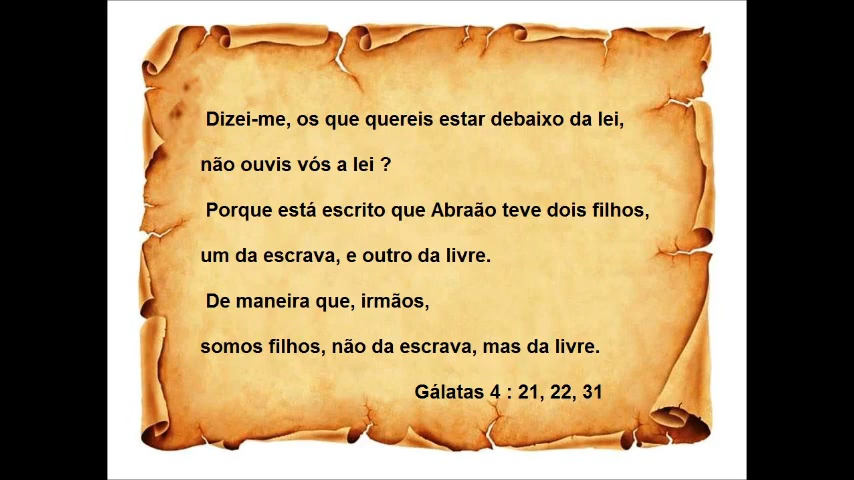 Dizei-me, os que quereis estar debaixo da lei,
não ouvis vós a lei ?
Porque está escrito que Abraão teve dois filhos,
um da escrava, e outro da livre.
De maneira que, irmãos,
somos filhos, não da escrava, mas da livre.
Gálatas 4 : 21, 22, 31